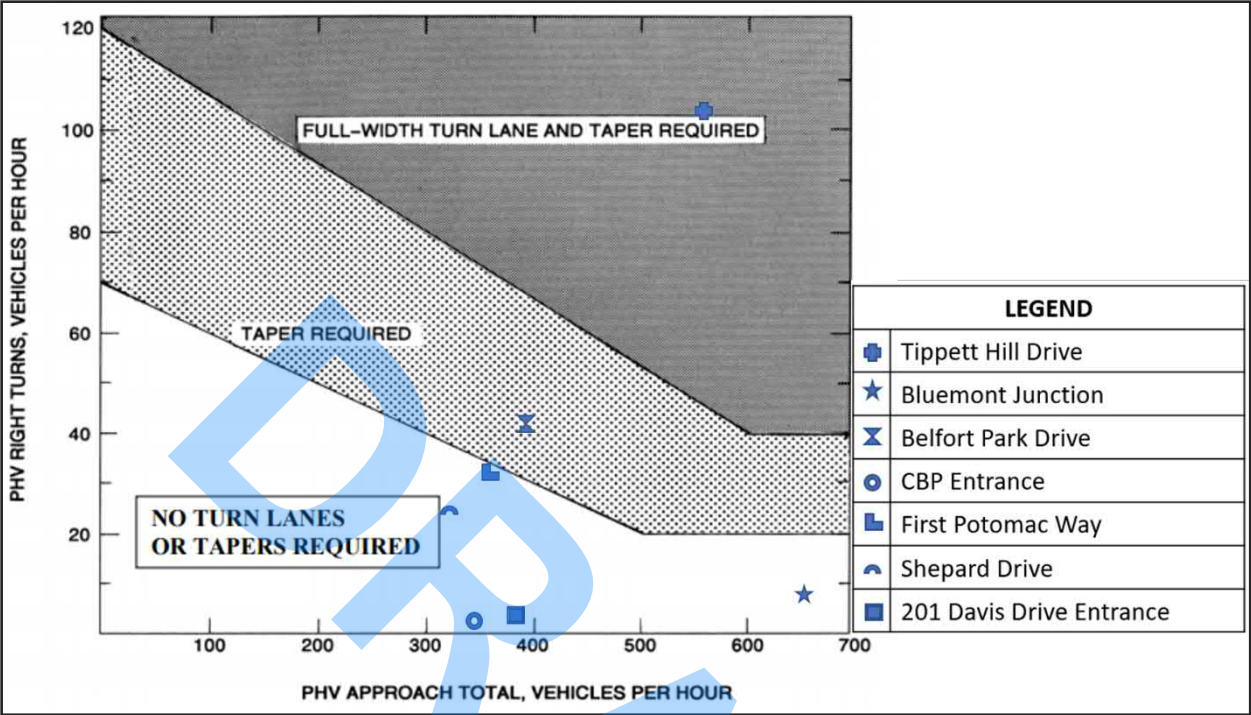 120
100
80
60
40
20
PHV RIGHT TURNS, VEHICLES PER HOUR
FULL-WIDTH TURN LANE AND TAPER REQUIRED
TAPER REQUIRED
NO TURN LANES
OR TAPERS REQUIRED
100 200 300 400 500 600 700
PHV APPROACH TOTAL, VEHICLES PER HOUR
LEGEND
Tippett Hill Drive
Bluemont Junction
Belfort Park Drive
CBP Entrance
First Potomac Way
Shepard Drive
201 Davis Drive Entrance
DR